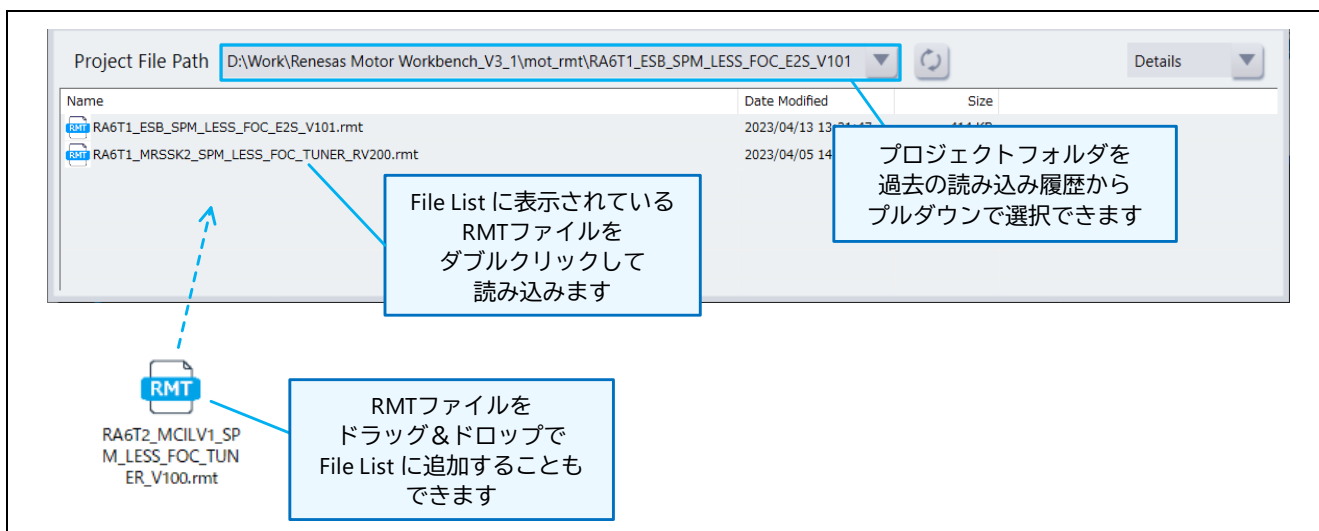 Project File Path D:\Work\Renesas Motor Workbench_V3_1\mot_rmt\RA6T1_ESB_SPM_LESS_FOC_E2S_V101 Details
Name Date Modified Size
RMT RA6T1_ESB_SPM_LESS_FOC_E2S_V101.rmt 2023/04/13
RMT RA6T1_MRSSK2_SPM_LESS_FOC_TUNER_RV200.rmt 2023/04/05 14
プロジェクトフォルダを
過去の読み込み履歴から
プルダウンで選択できます
File List に表示されている
RMTファイルを
ダブルクリックして
読み込みます
RMT
RA6T2_MCILV1_SP
M_LESS_FOC_TUN
ER_V100.rmt
RMTファイルを
ドラッグ＆ドロップで
File List に追加することも
できます